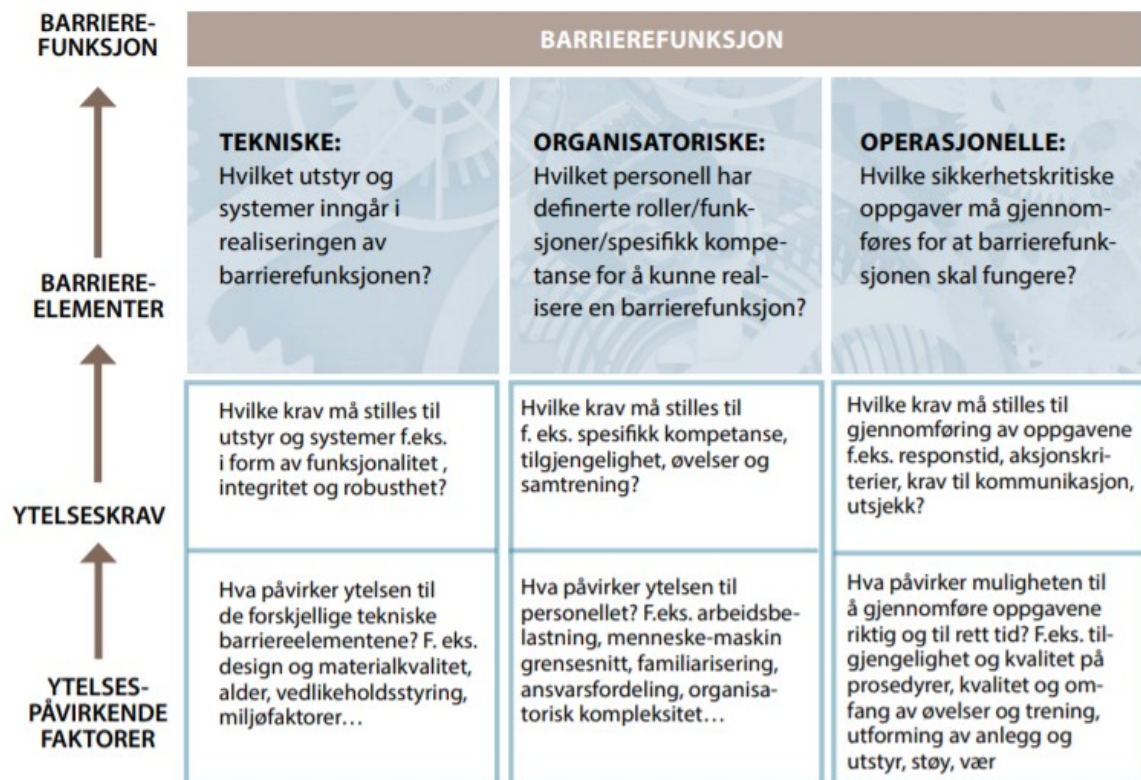 BARRIERE-
FUNKSJON
BARRIEREFUNKSJON
TEKNISKE:
Hvilket utstyr og
systemer inngår i
realiseringen av
barrierefunksjonen?
ORGANISATORISKE:
Hvilket personell har
definerte roller/funk-
sjoner/spesifikk kompe-
tanse for å kunne real-
isere en barrierefunksjon?
OPERASJONELLE:
Hvilke sikkerhetskritiske
oppgaver må gjennom-
føres for at barrierefunk-
sjonen skal fungere?
BARRIERE-
ELEMENTER
Hvilke krav må stilles til
utstyr og systemer f.eks.
i form av funksjonalitet ,
integritet og robusthet?
Hvilke krav må stilles til
f. eks. spesifikk kompetanse,
tilgjengelighet, øvelser og
samtrening?
Hvilke krav må stilles til
gjennomføring av oppgavene
f.eks. responstid, aksjonskri-
terier, krav til kommunikasjon,
utsjekk?
YTELSESKRAV
Hva påvirker ytelsen til
de forskjellige tekniske
barriereelementene? F. eks.
design og materialkvalitet,
alder, vedlikeholdsstyring,
miljøfaktorer…
Hva påvirker ytelsen til
personellet? F.eks. arbeidsbe-
lastning, menneske-maskin
grensesnitt, familiarisering,
ansvarsfordeling, organisa-
torisk kompleksitet…
Hva påvirker muligheten til
å gjennomføre oppgavene
riktig og til rett tid? F.eks. til-
gjengelighet og kvalitet på
prosedyrer, kvalitet og om-
fang av øvelser og trening,
utforming av anlegg og
utstyr, støy, vær
YTELSES-
PÅVIRKENDE
FAKTORER